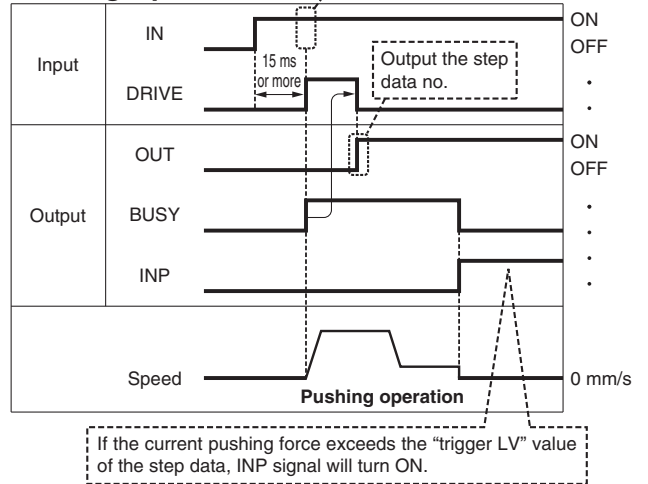 IN
ON
OFF
Input
15 ms
or more
Output the step
data no.
DRIVE
OUT
ON
OFF
Output
BUSY
INP
Speed
0 mm/s
Pushing operation
If the current pushing force exceeds the “trigger LV” value
of the step data, INP signal will turn ON.